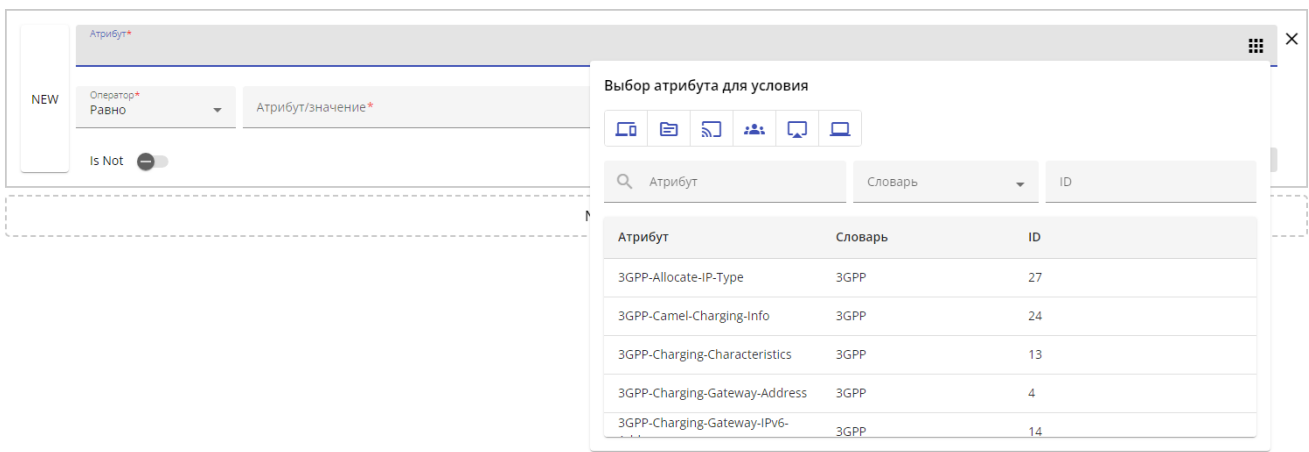 Атрибут*
NEW
Оператор*
Равно
Атрибут/значение*
Is Not
Выбор атрибута для условия
Атрибут Словарь ID
Атрибут Словарь ID
3GPP-Allocate-IP-Type 3GPP 27
3GPP-Camel-Charging-Info 3GPP 24
3GPP-Charging-Characteristics 3GPP 13
3GPP-Charging-Gateway-Address 3GPP 4
3GPP-Charging-Gateway-IPv6- 3GPP 14